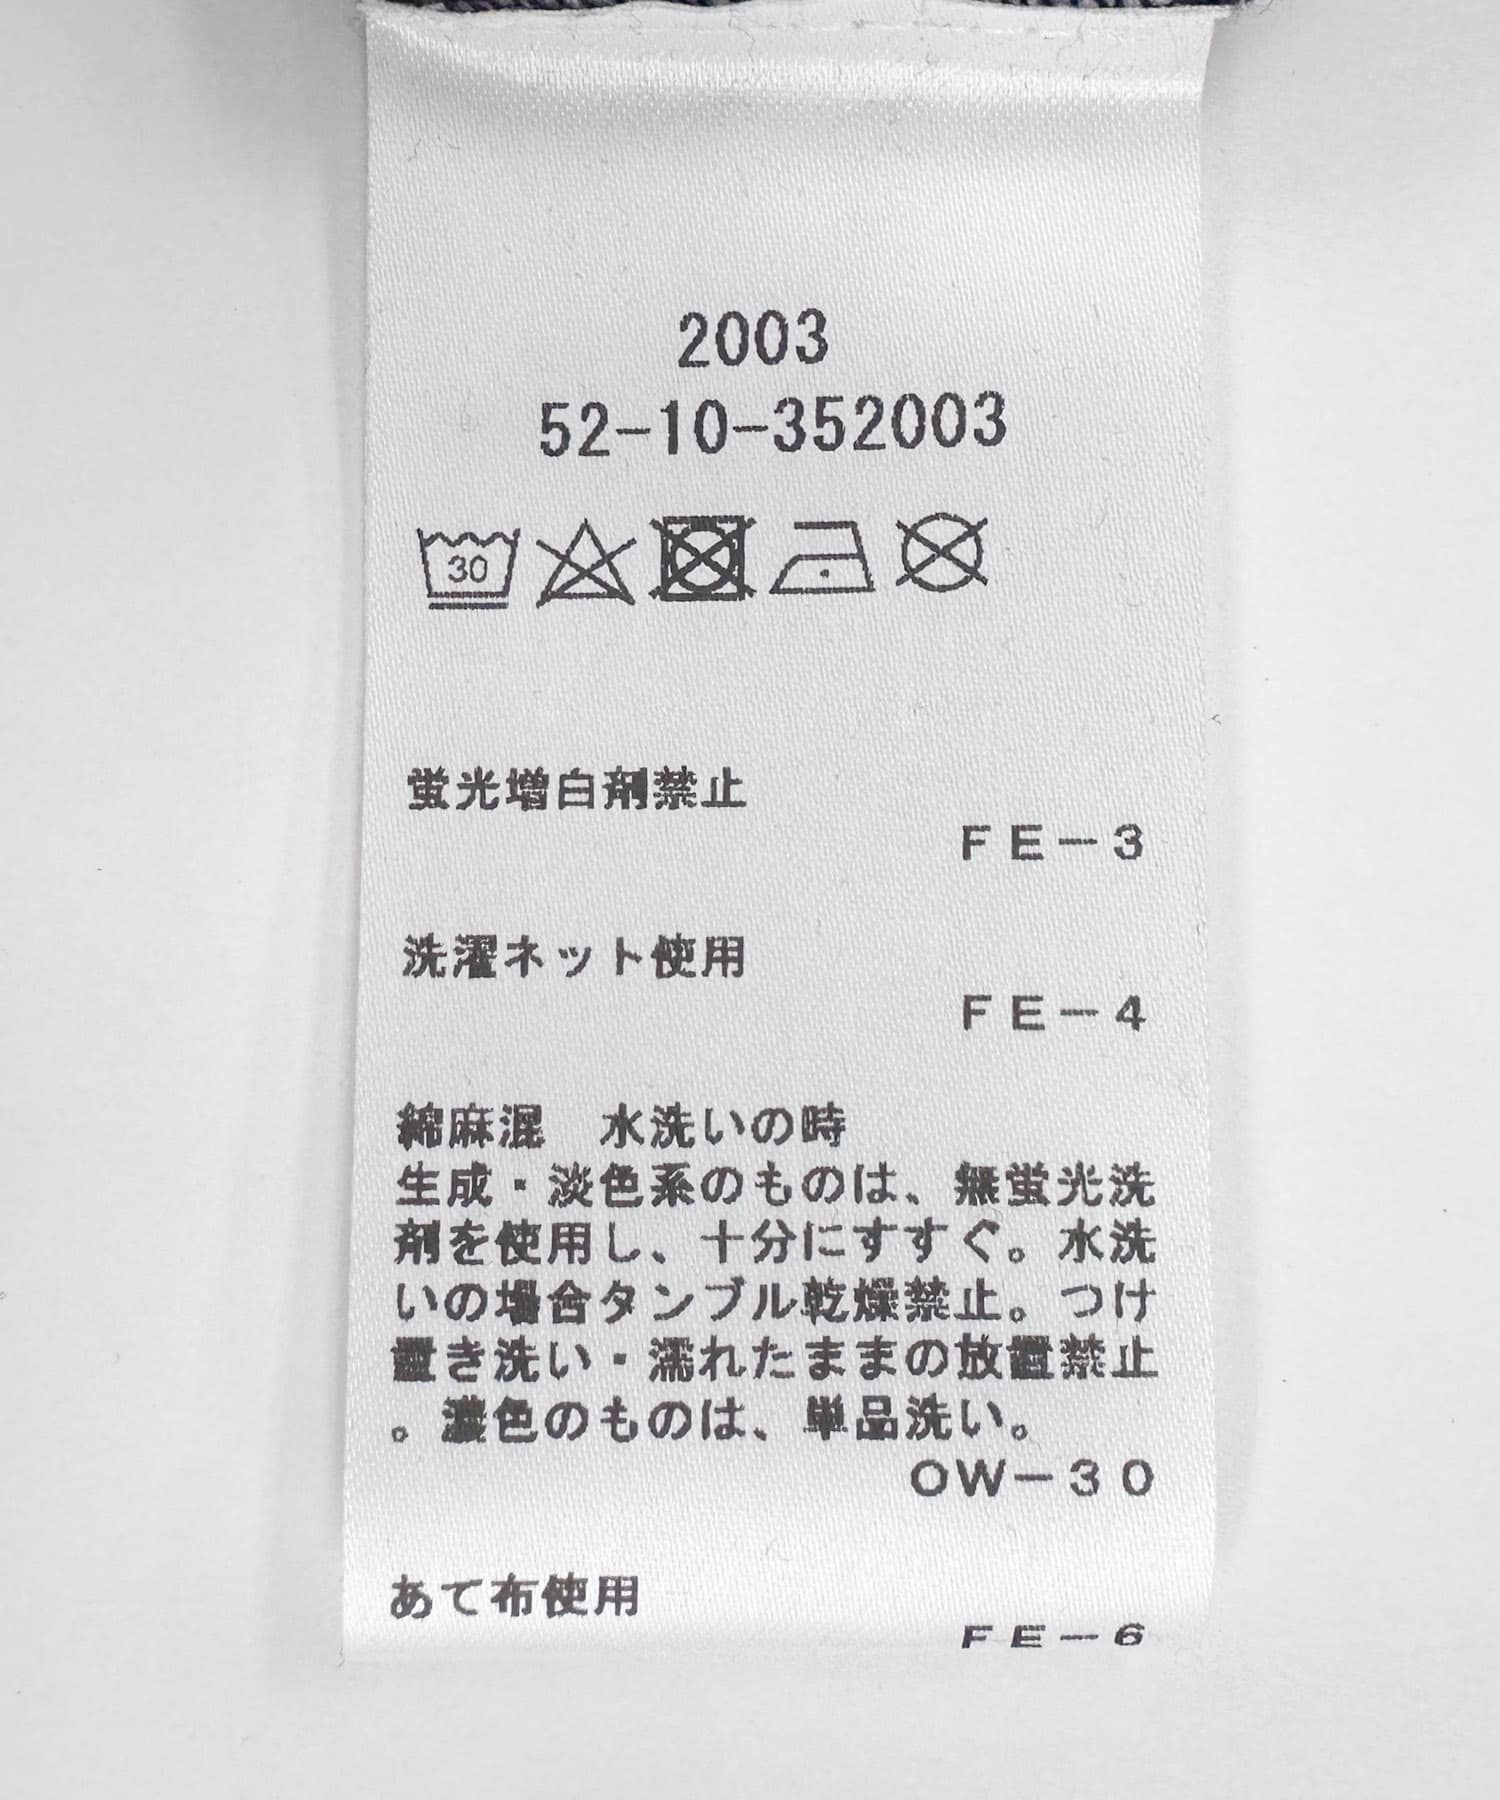 2003
52-10-352003
30
蛍光増白剤禁止
FE-3
洗濯ネット使用
FE-4
綿麻混　水洗いの時
生成・淡色系のものは、無蛍光洗
剤を使用し、十分にすすぐ。水洗
いの場合タンブル乾燥禁止。つけ
置き洗い・濡れたままの放置禁止
。濃色のものは、単品洗い。
OW-30
あて布使用
FE-6